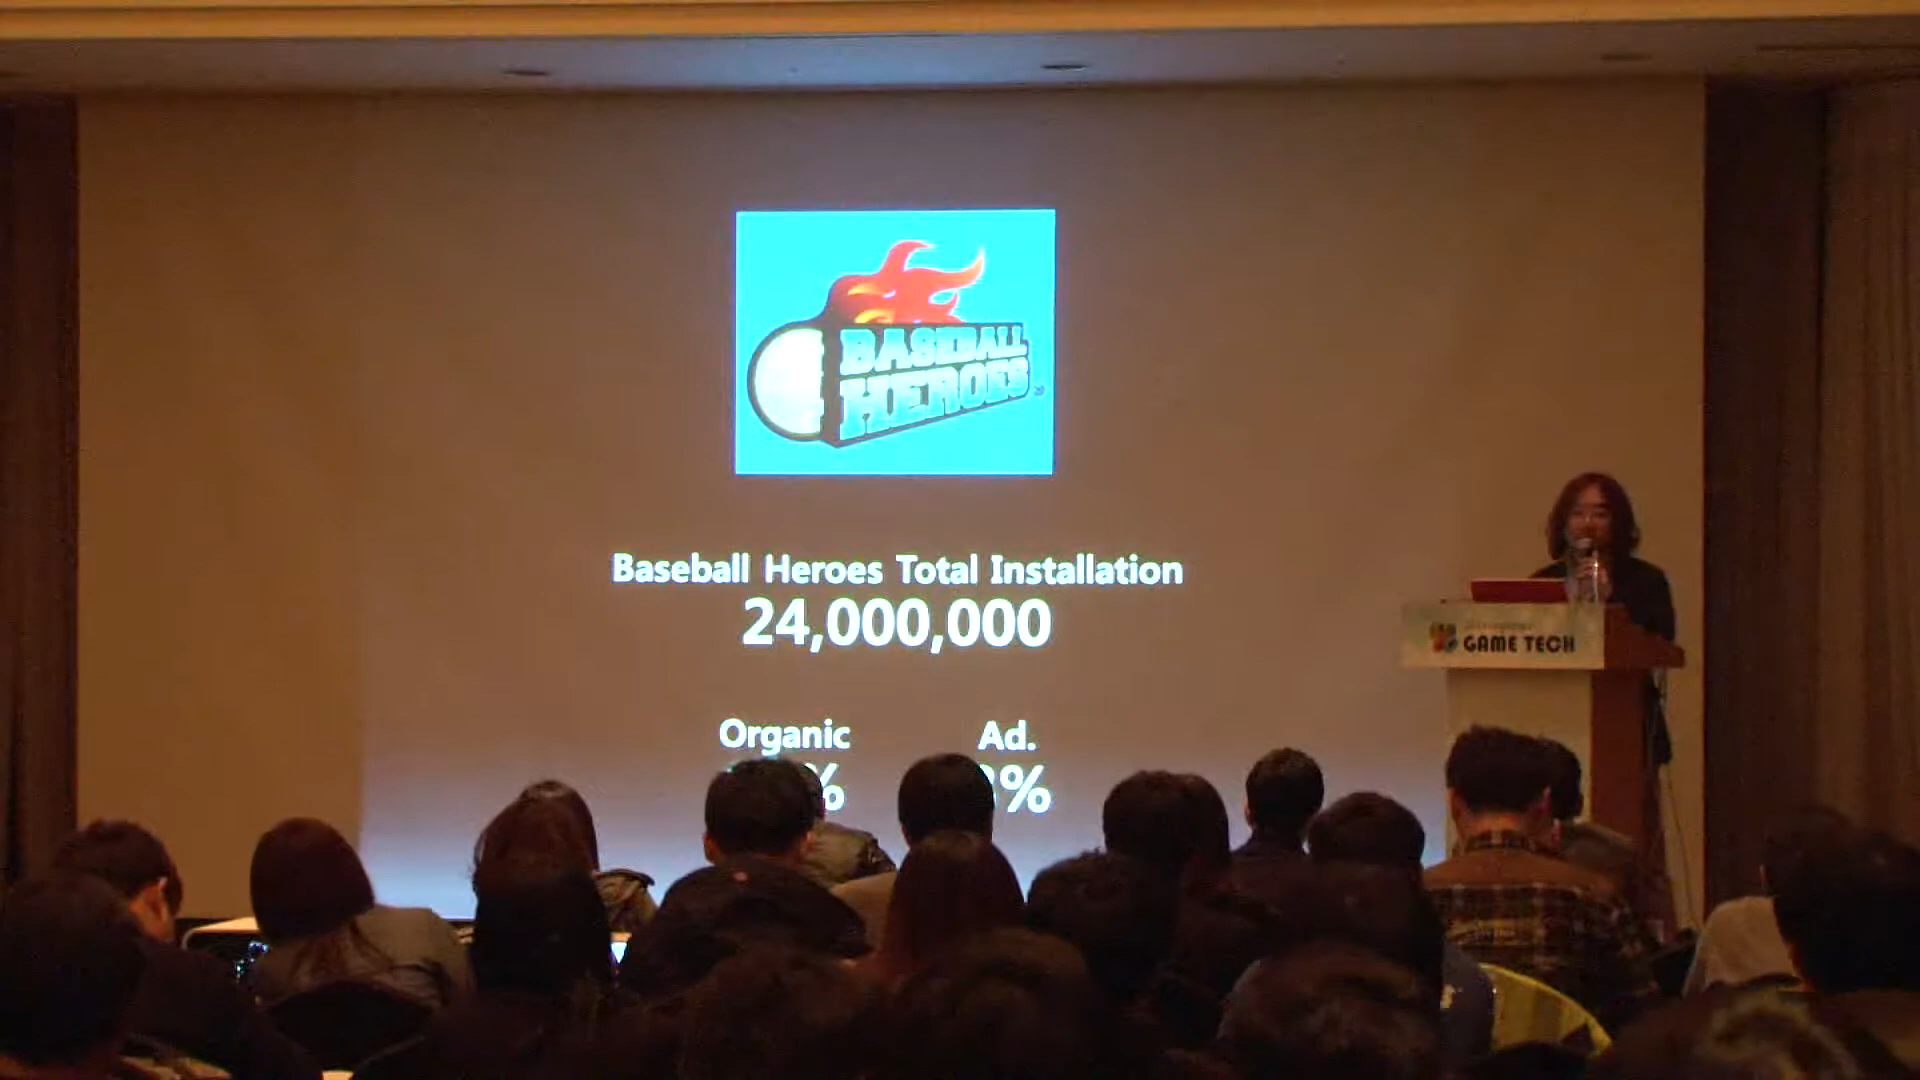 BASEBALL
HEROES
Baseball Heroes Total Installation
24,000,000
Organic
Ad.
%
%
GAME TECH